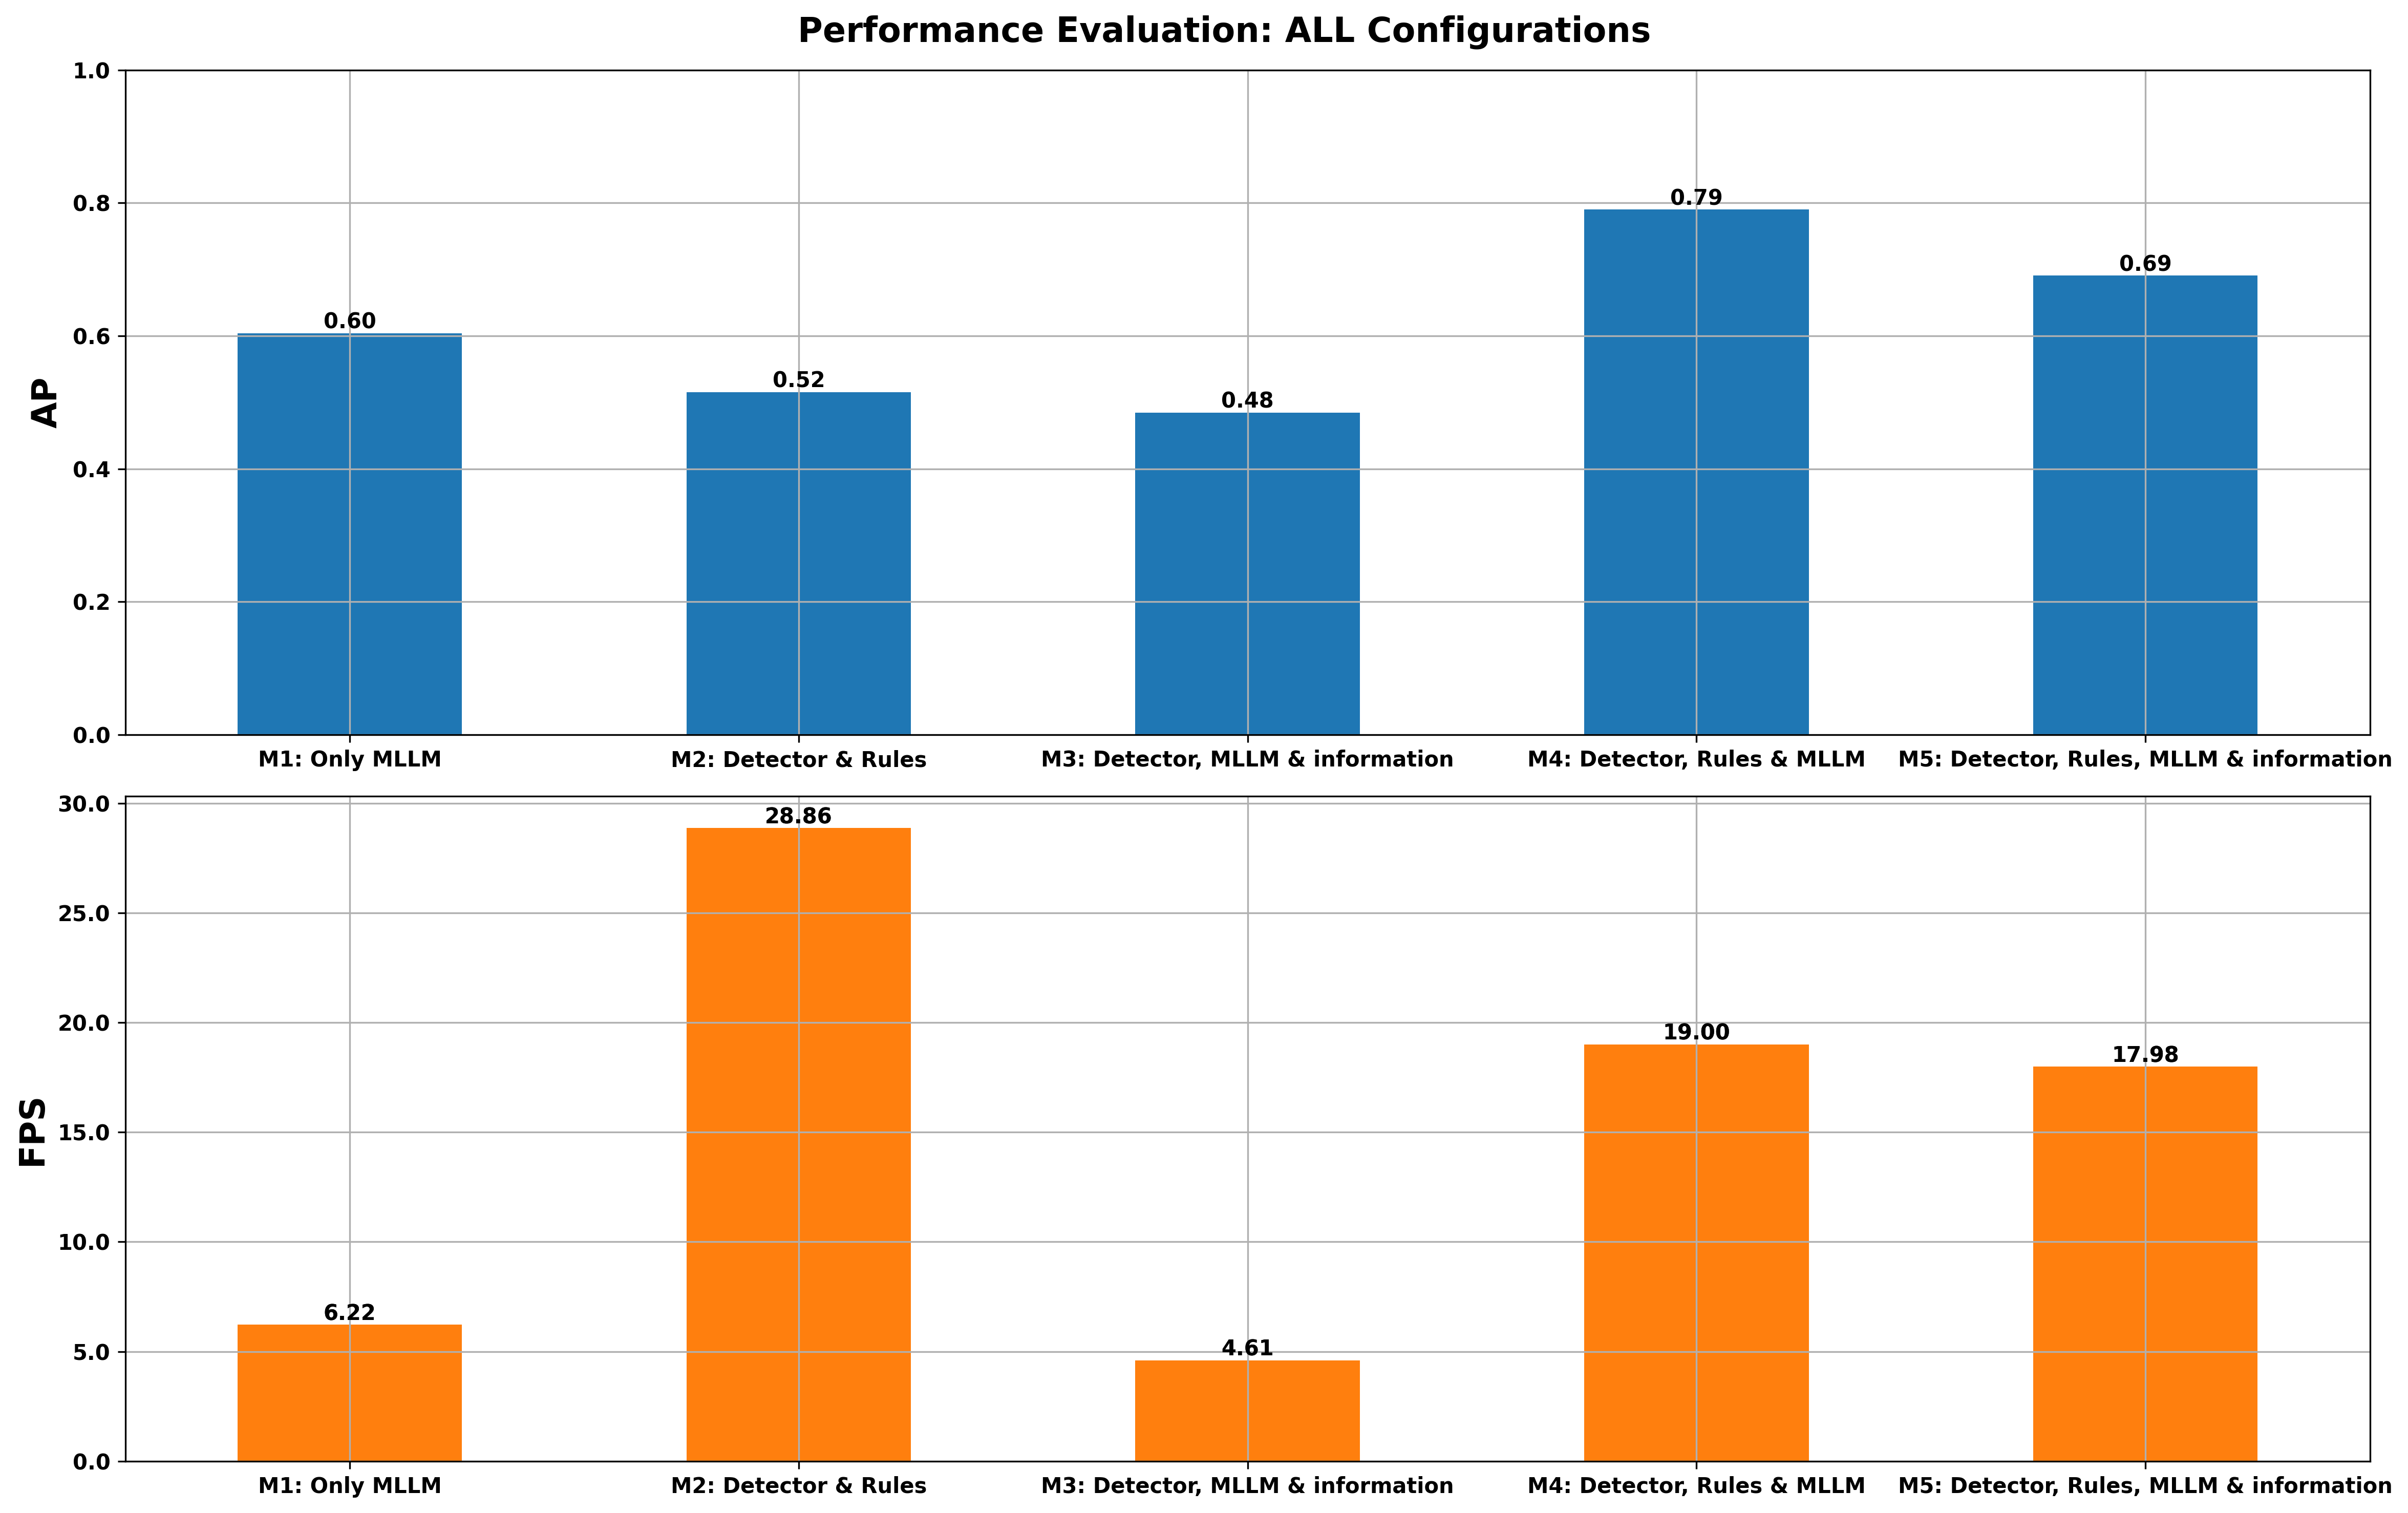 Performance Evaluation: ALL Configurations
1.0
0.8
0.6
0.4
0.2
0.0
AP
0.60
0.52
0.48
0.79
0.69
M1: Only MLLM
M2: Detector & Rules
M3: Detector, MLLM & information
M4: Detector, Rules & MLLM
M5: Detector, Rules, MLLM & information
30.0
25.0
20.0
15.0
10.0
5.0
0.0
FPS
6.22
28.86
4.61
19.00
17.98
M1: Only MLLM
M2: Detector & Rules
M3: Detector, MLLM & information
M4: Detector, Rules & MLLM
M5: Detector, Rules, MLLM & information